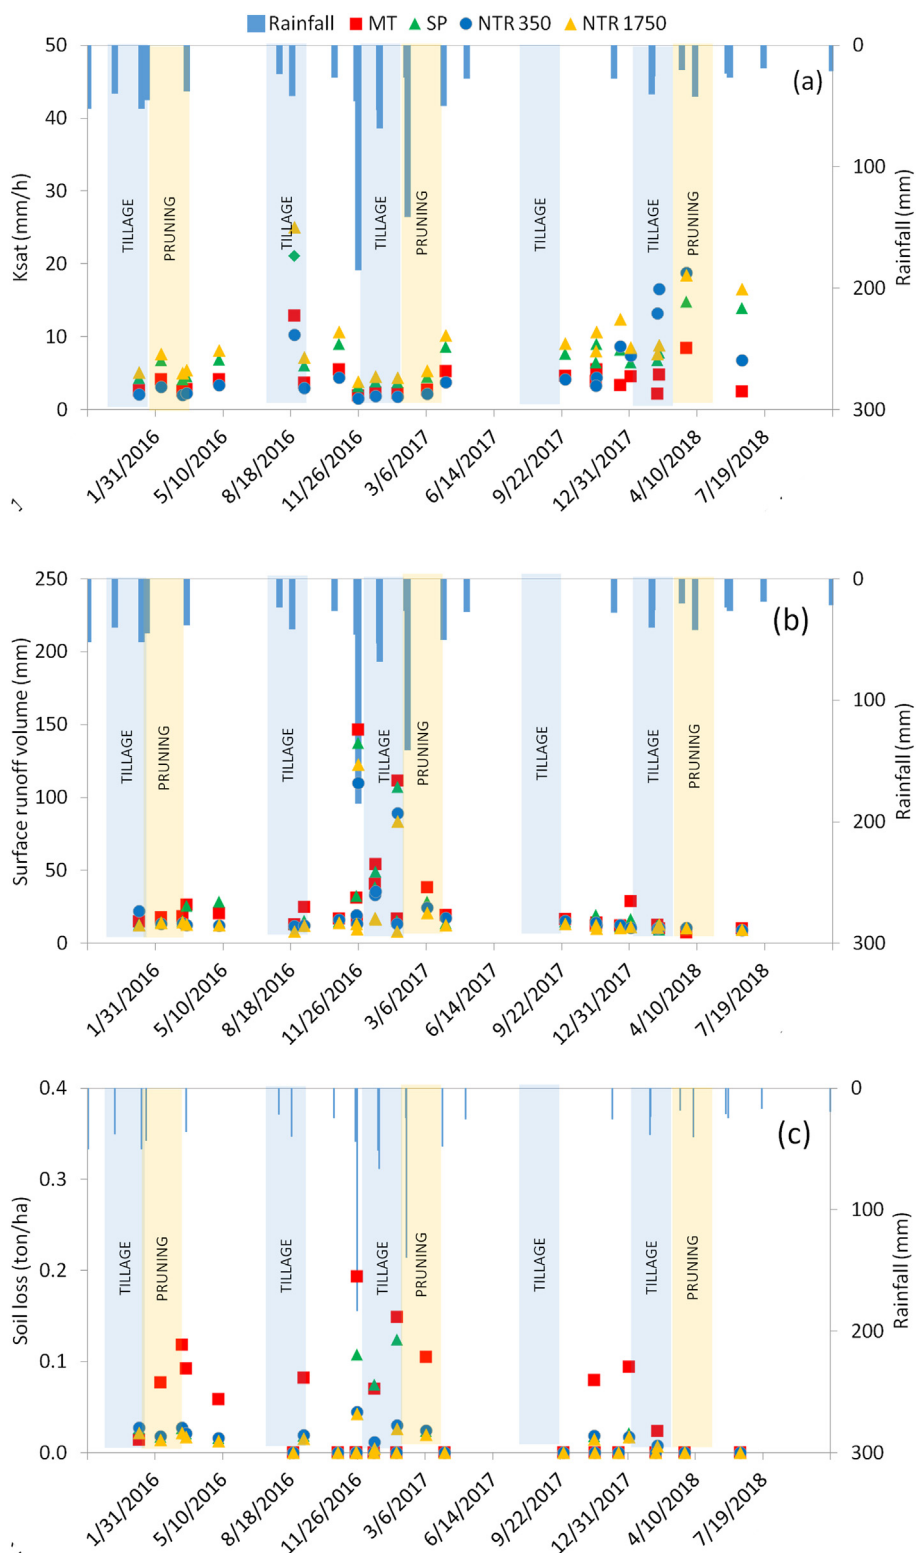 Rainfall MT SP NTR 350 NTR 1750
50 0
(a)
40
100
30
Ksat (mm/h) TILLAGE PRUNING TILLAGE TILLAGE PRUNING TILLAGE TILLAGE PRUNING Rainfall (mm)
20
200
10
0 300
1/31/2016 5/10/2016 8/18/2016 11/26/2016 3/6/2017 6/14/2017 9/22/2017 12/31/2017 4/10/2018 7/19/2018
250 0
(b)
200
100
150
Surface runoff volume (mm) TILLAGE PRUNING TILLAGE TILLAGE PRUNING TILLAGE TILLAGE PRUNING Rainfall (mm)
100
200
50
0 300
1/31/2016 5/10/2016 8/18/2016 11/26/2016 3/6/2017 6/14/2017 9/22/2017 12/31/2017 4/10/2018 7/19/2018
0.4 0
(c)
0.3
100
Soil loss (ton/ha) TILLAGE PRUNING TILLAGE TILLAGE PRUNING TILLAGE TILLAGE PRUNING Rainfall (mm)
0.2
200
0.1
0.0 300
1/31/2016 5/10/2016 8/18/2016 11/26/2016 3/6/2017 6/14/2017 9/22/2017 12/31/2017 4/10/2018 7/19/2018